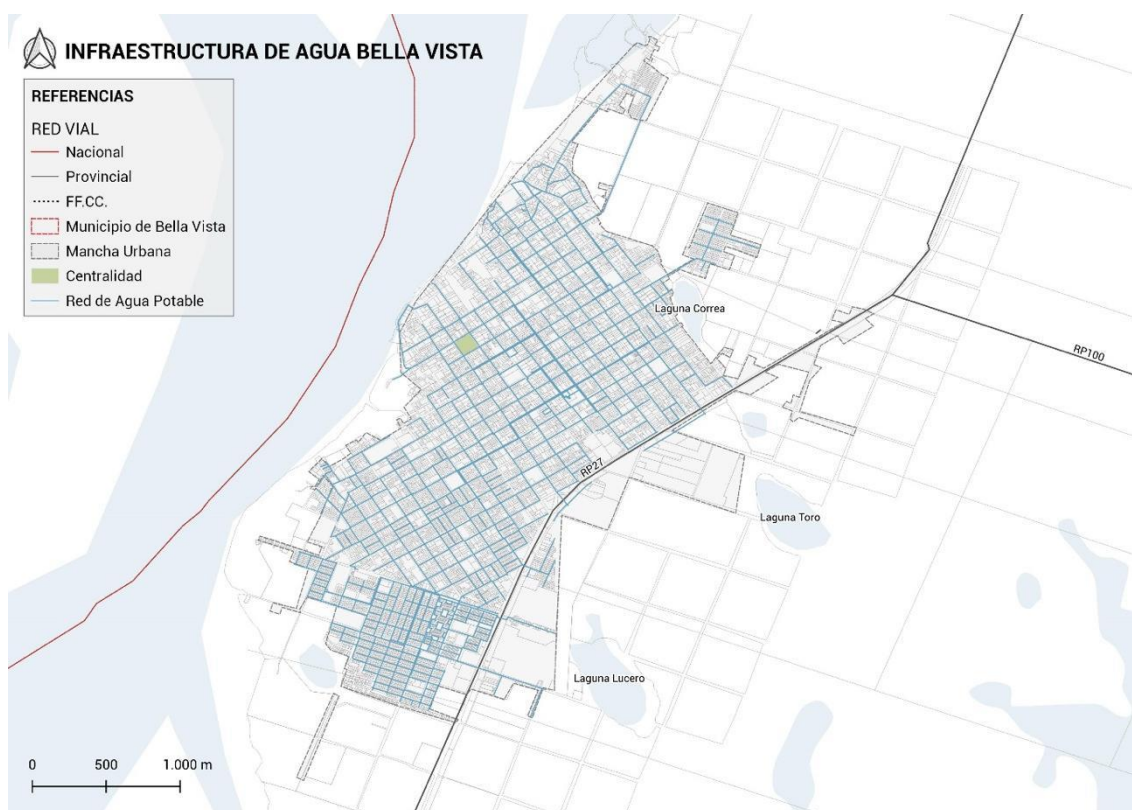 INFRAESTRUCTURA DE AGUA BELLA VISTA
REFERENCIAS
RED VIAL
Nacional
Provincial
FF.CC.
Municipio de Bella Vista
Mancha Urbana
Centralidad
Red de Agua Potable
Laguna Correa
RP100
RP27
Laguna Toro
Laguna Lucero
0 500 1.000 m